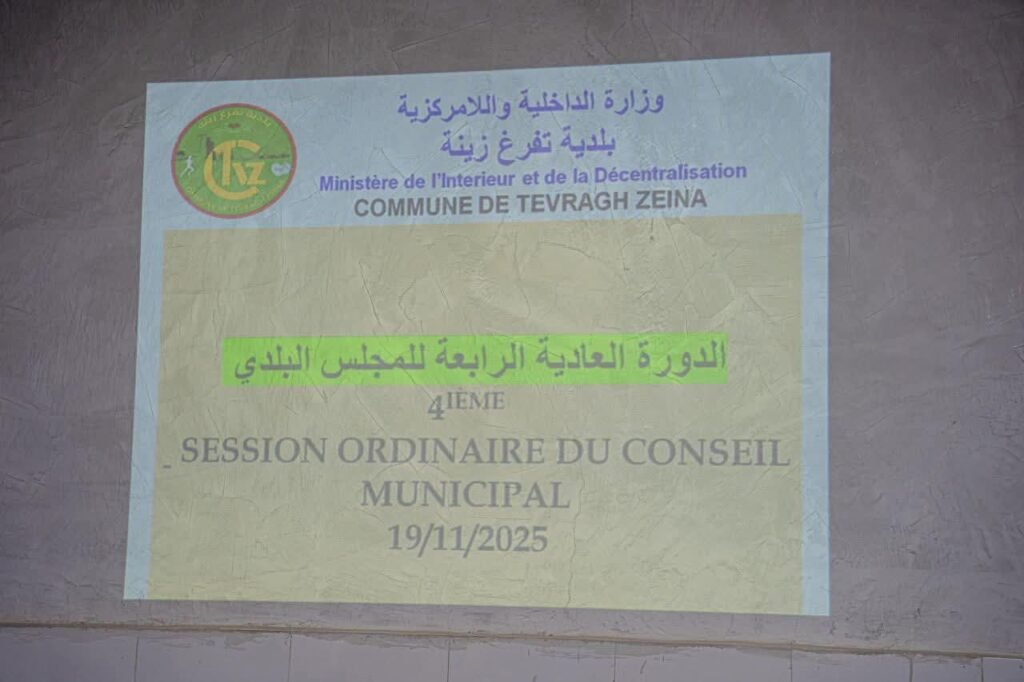 وزارة الداخلية واللامركزية
بلدية تفرغ زينة
Ministère de l'Interieur et de la Décentralisation
COMMUNE DE TEVRAGH ZEINA
CTVZ
الدورة العادية الرابعة للمجلس البلدي
4IÈME
- SESSION ORDINAIRE DU CONSEIL
MUNICIPAL
19/11/2025